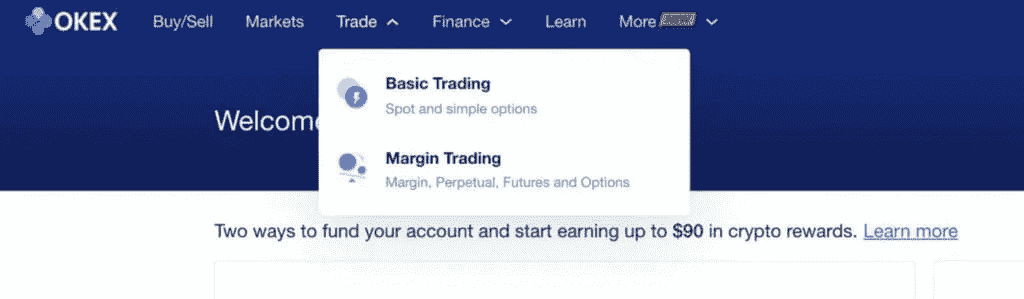 OKEX Buy/Sell Markets Trade Finance Learn More
Basic Trading
Spot and simple options
Welcome
Margin Trading
Margin, Perpetual, Futures and Options
Two ways to fund your account and start earning up to $90 in crypto rewards. Learn more